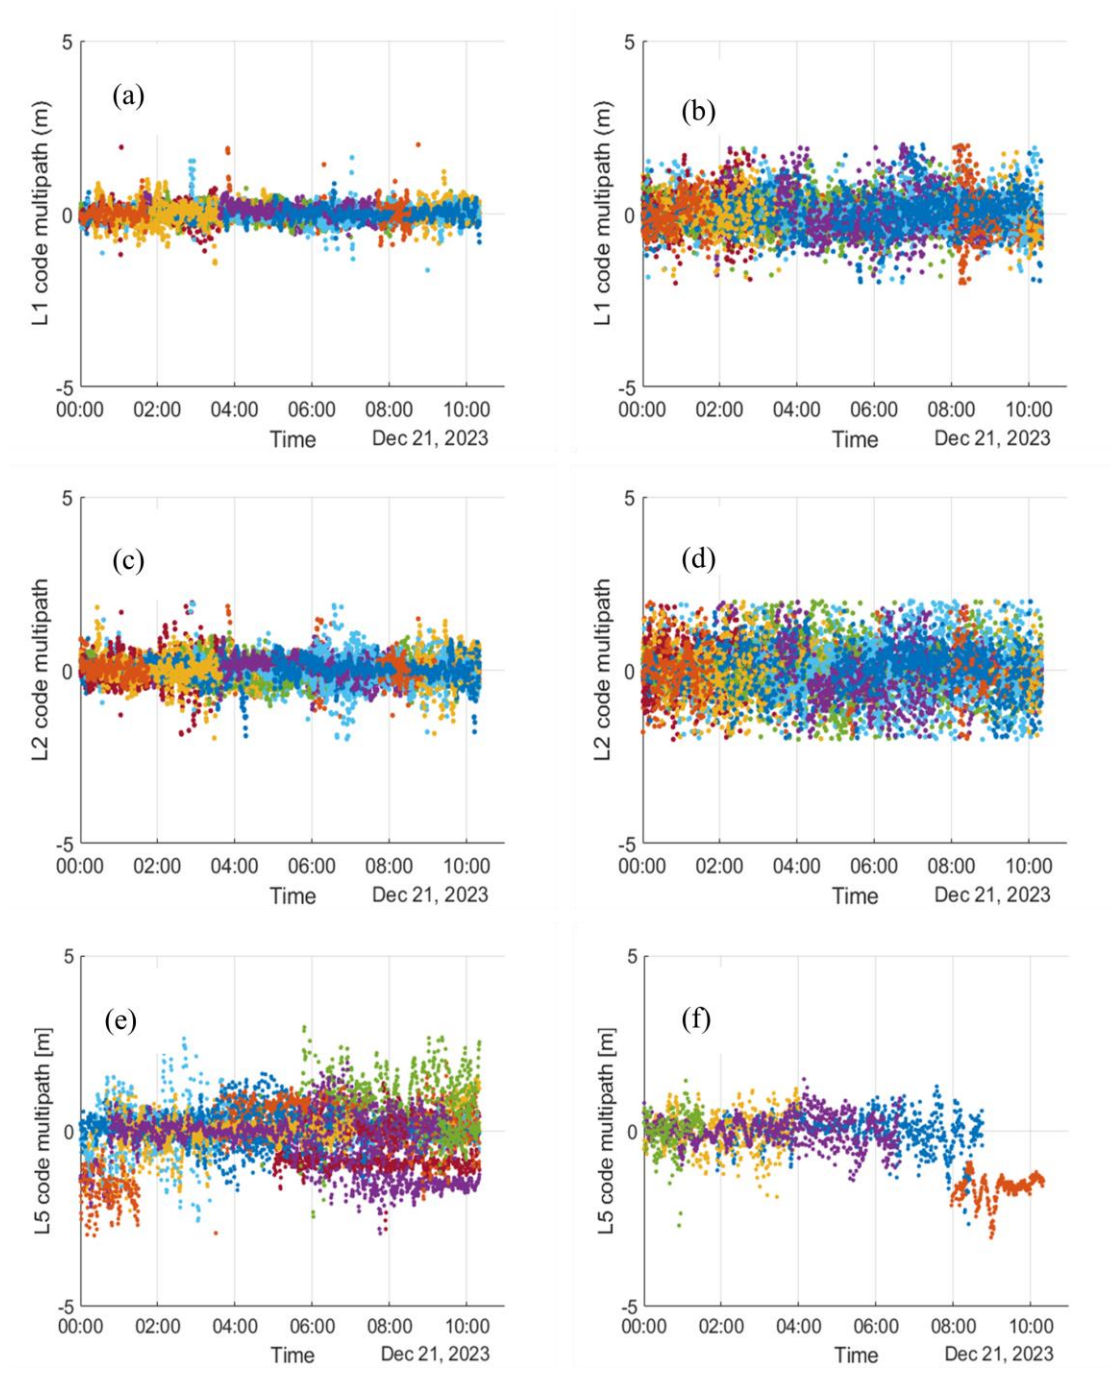 5
(a)
L1 code multipath (m)
0
-5
00:00 02:00 04:00 06:00 08:00 10:00
Time
Dec 21, 2023
5
(b)
L1 code multipath (m)
0
-5
00:00 02:00 04:00 06:00 08:00 10:00
Time
Dec 21, 2023
5
(c)
L2 code multipath
0
-5
00:00 02:00 04:00 06:00 08:00 10:00
Time
Dec 21, 2023
5
(d)
L2 code multipath
0
-5
00:00 02:00 04:00 06:00 08:00 10:00
Time
Dec 21, 2023
5
(e)
L5 code multipath [m]
0
-5
00:00 02:00 04:00 06:00 08:00 10:00
Time
Dec 21, 2023
5
(f)
L5 code multipath [m]
0
-5
00:00 02:00 04:00 06:00 08:00 10:00
Time
Dec 21, 2023